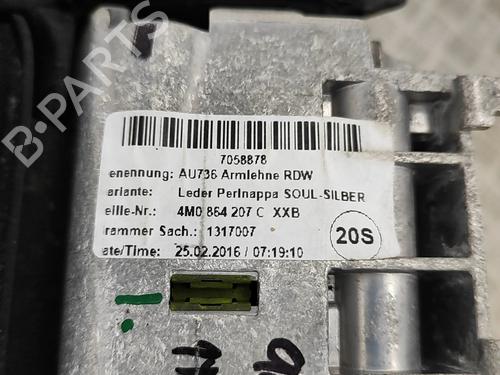 7058878
enennung: AU736 Armlehne RDW
ariante: Leder Perlnappa SOUL-SILBER
eille-Nr.: 4M0 864 207 C XXB
rammer Sach.: 1317007
ate/Time: 25.02.2016 / 07:19:10
20S
B-PARTS